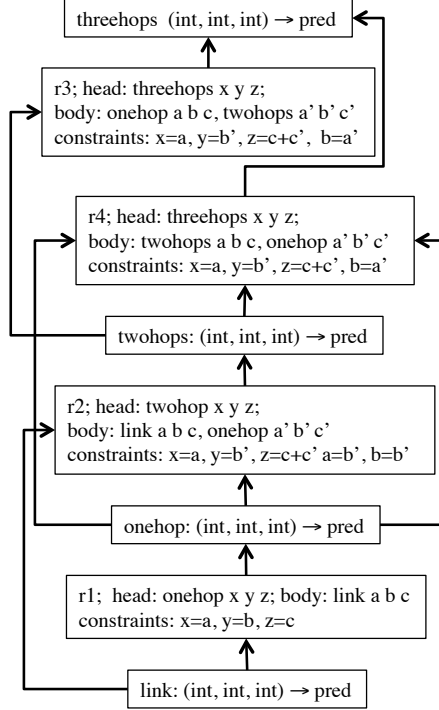 threehops (int, int, int) → pred
r3; head: threehops x y z;
body: onehop a b c, twohops a’ b’ c’
constraints: x=a, y=b’, z=c+c’, b=a’
r4; head: threehops x y z;
body: twohops a b c, onehop a’ b’ c’
constraints: x=a, y=b’, z=c+c’, b=a’
twohops: (int, int, int) → pred
r2; head: twohop x y z;
body: link a b c, onehop a’ b’ c’
constraints: x=a, y=b’, z=c+c’ a=b’, b=b’
onehop: (int, int, int) → pred
r1; head: onehop x y z; body: link a b c
constraints: x=a, y=b, z=c
link: (int, int, int) → pred